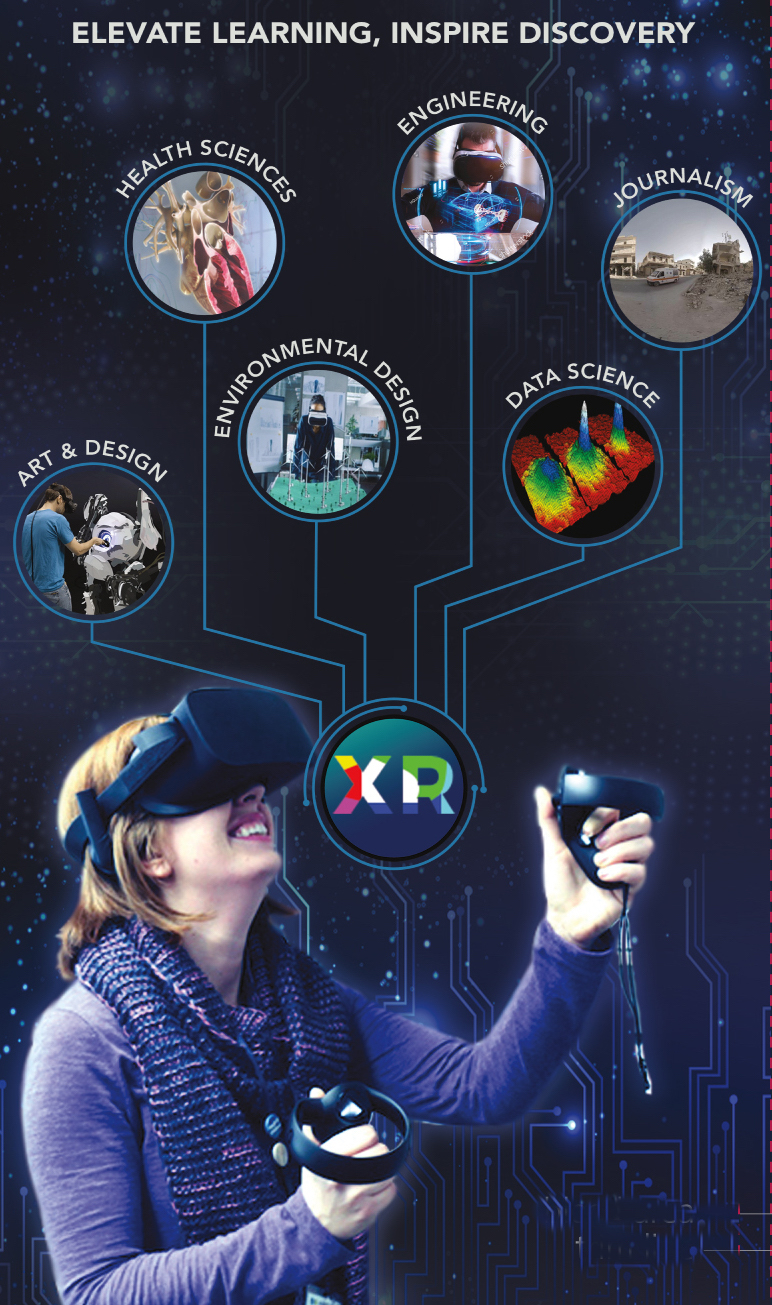 ELEVATE LEARNING, INSPIRE DISCOVERY
ENGINEERING
HEALTH SCIENCES
JOURNALISM
ENVIRONMENTAL DESIGN
DATA SCIENCE
ART & DESIGN
XR